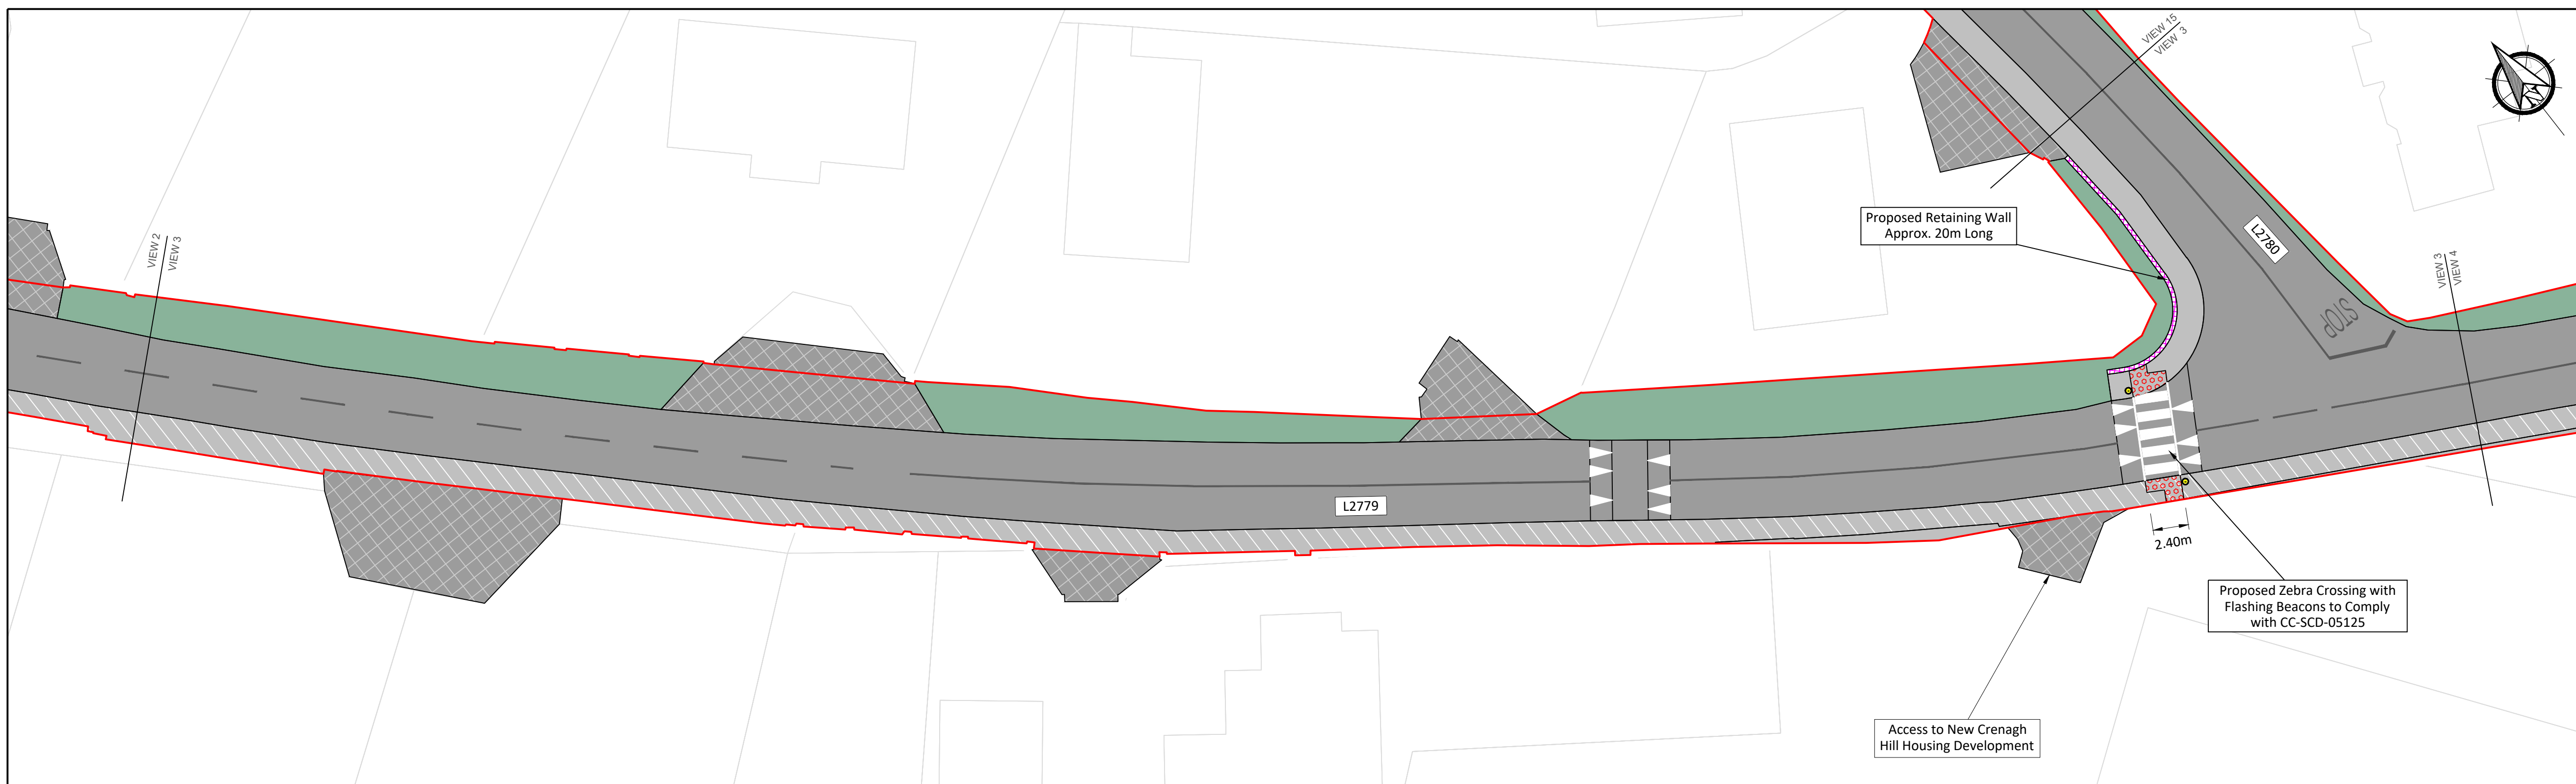 VIEW 15
VIEW 3
N
Proposed Retaining Wall
Approx. 20m Long
L2780
VIEW 2
VIEW 3
VIEW 3
VIEW 4
STOP
L2779
2.40m
Proposed Zebra Crossing with
Flashing Beacons to Comply
with CC-SCD-05125
Access to New Crenagh
Hill Housing Development